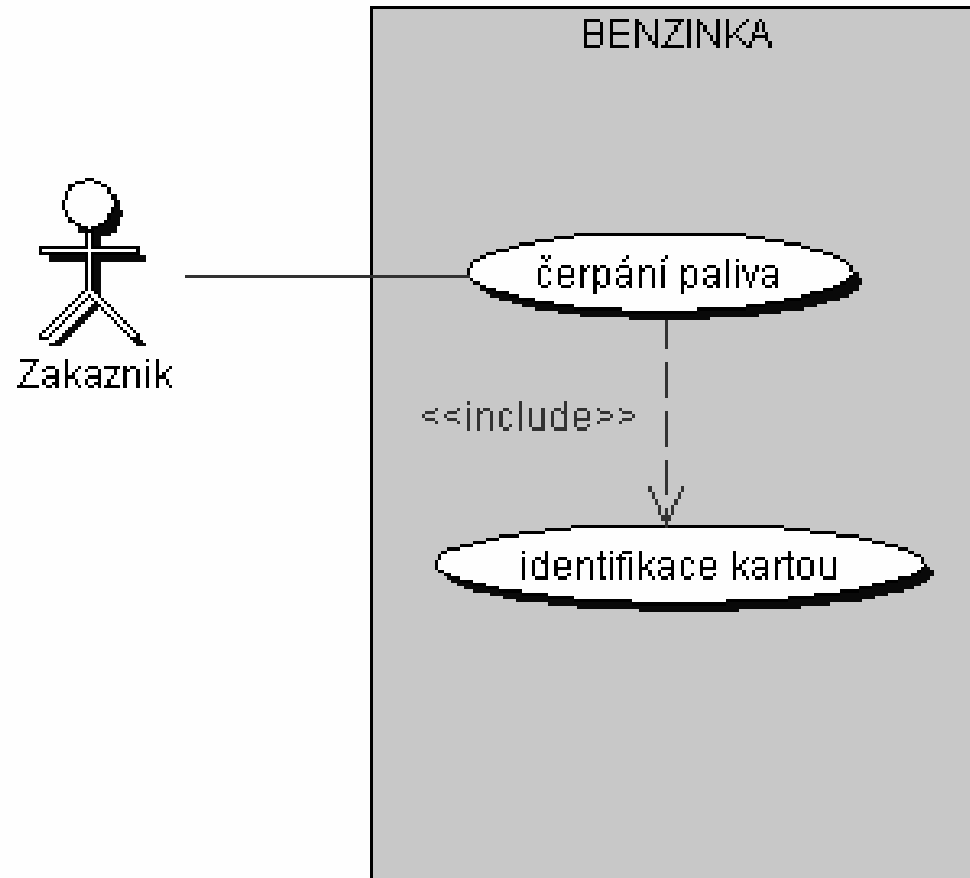 BENZINKA
čerpání paliva
Zakaznik
<<include>>
identifikace kartou